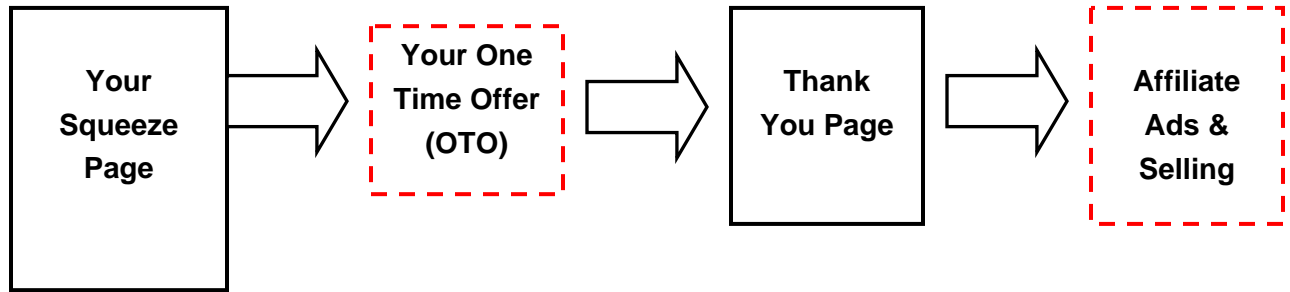 Your
Squeeze
Page
Your One
Time Offer
(OTO)
Thank
You Page
Affiliate
Ads &
Selling